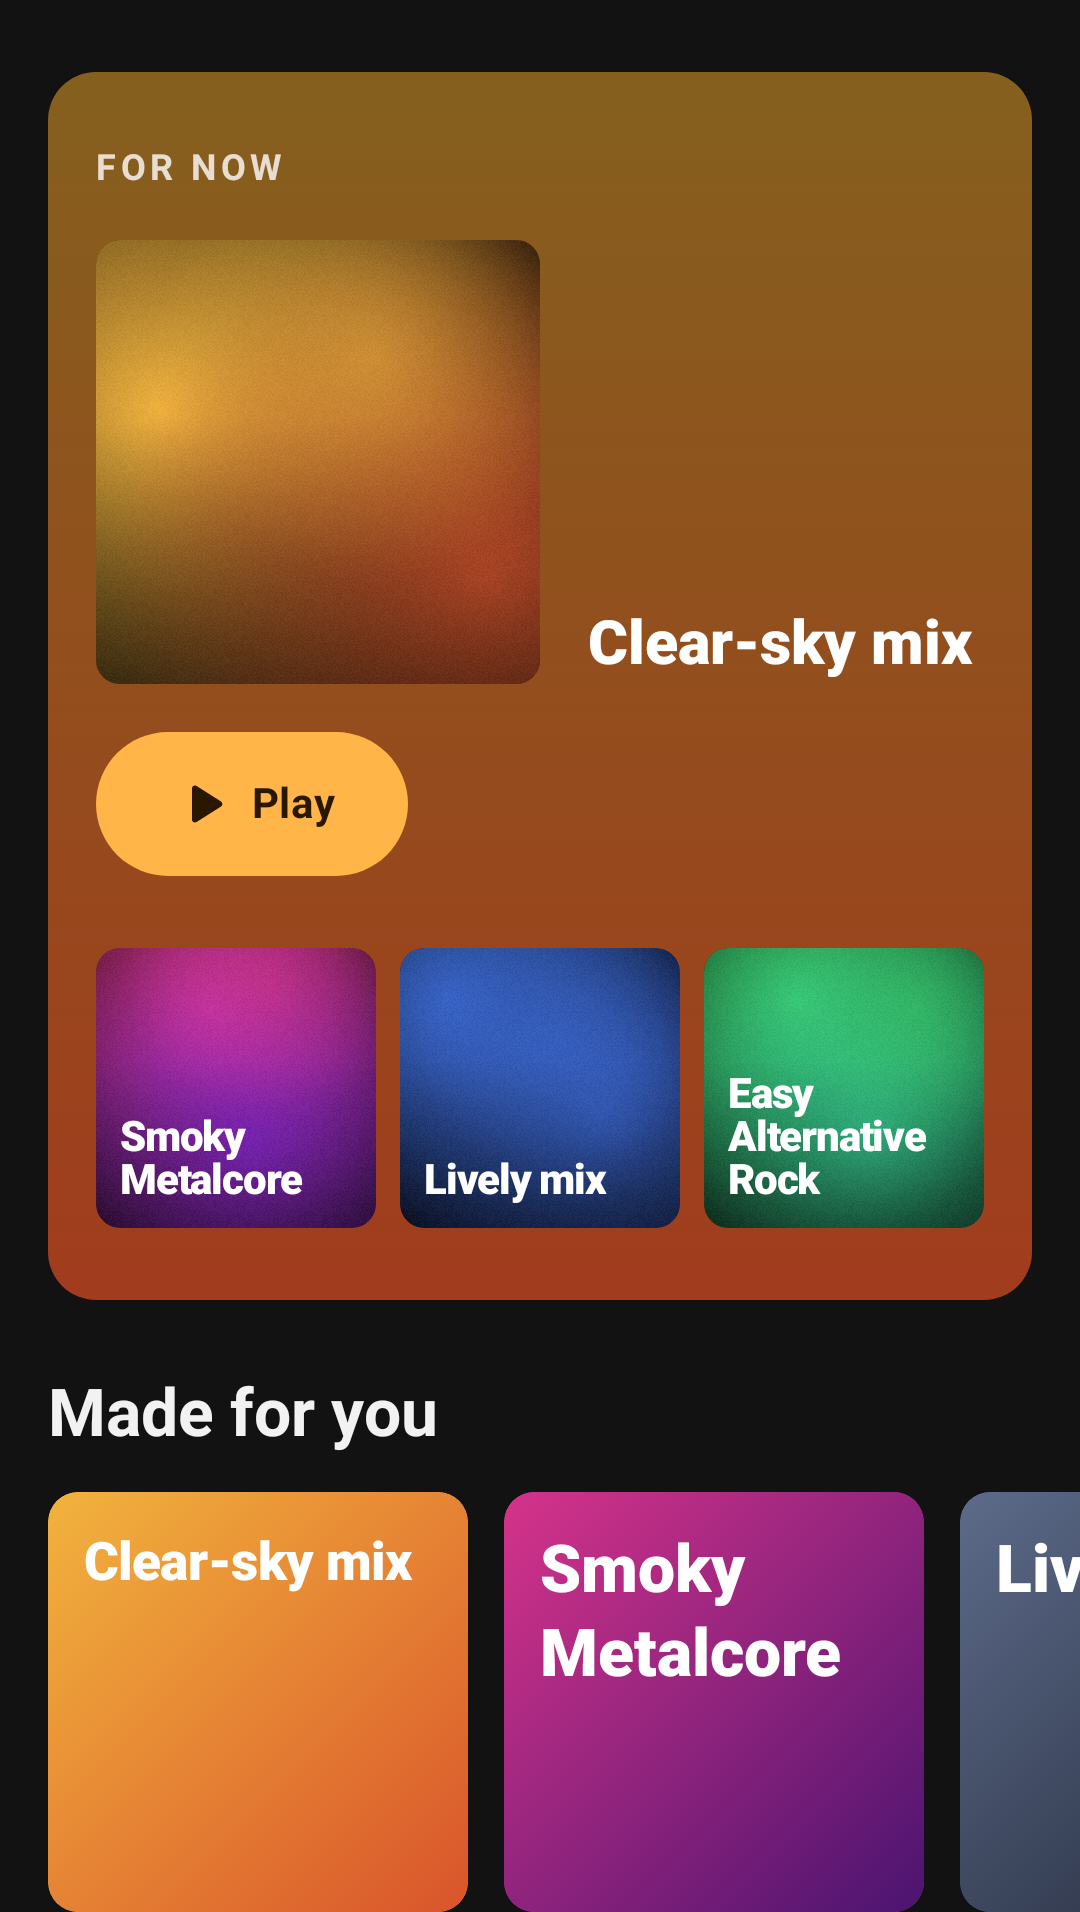 FOR NOW
Clear-sky mix
Play
Smoky
Metalcore
Lively mix
Easy
Alternative
Rock
Made for you
Clear-sky mix
Smoky
Metalcore
Liv